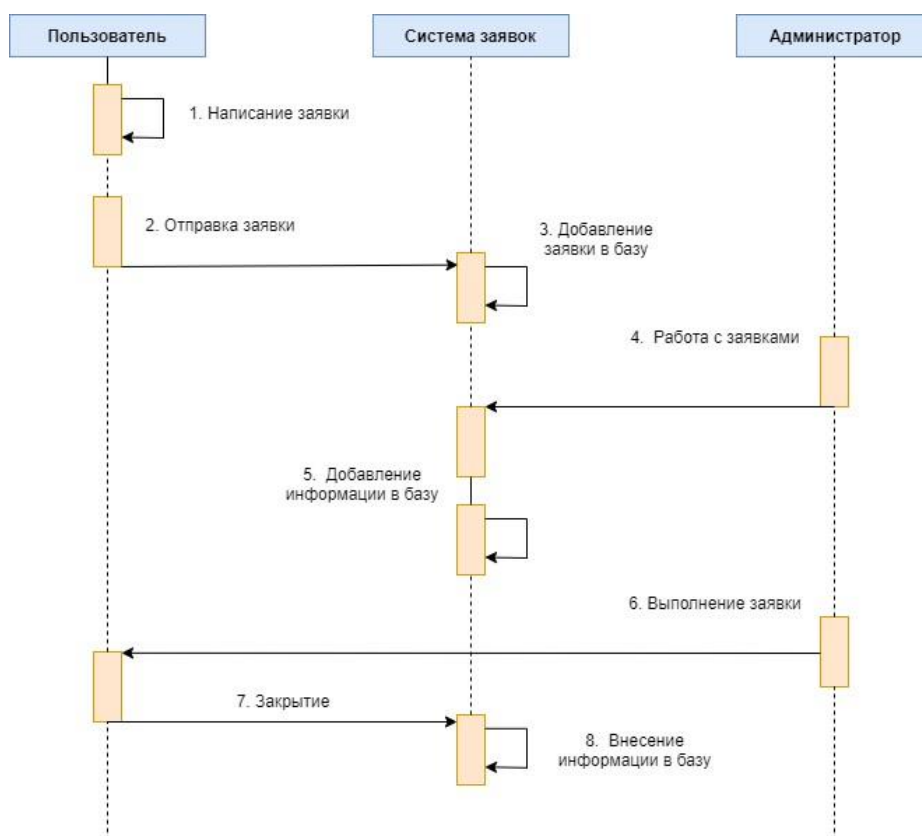 Пользователь
Система заявок
Администратор
1. Написание заявки
2. Отправка заявки
3. Добавление
заявки в базу
4. Работа с заявками
5. Добавление
информации в базу
6. Выполнение заявки
7. Закрытие
8. Внесение
информации в базу